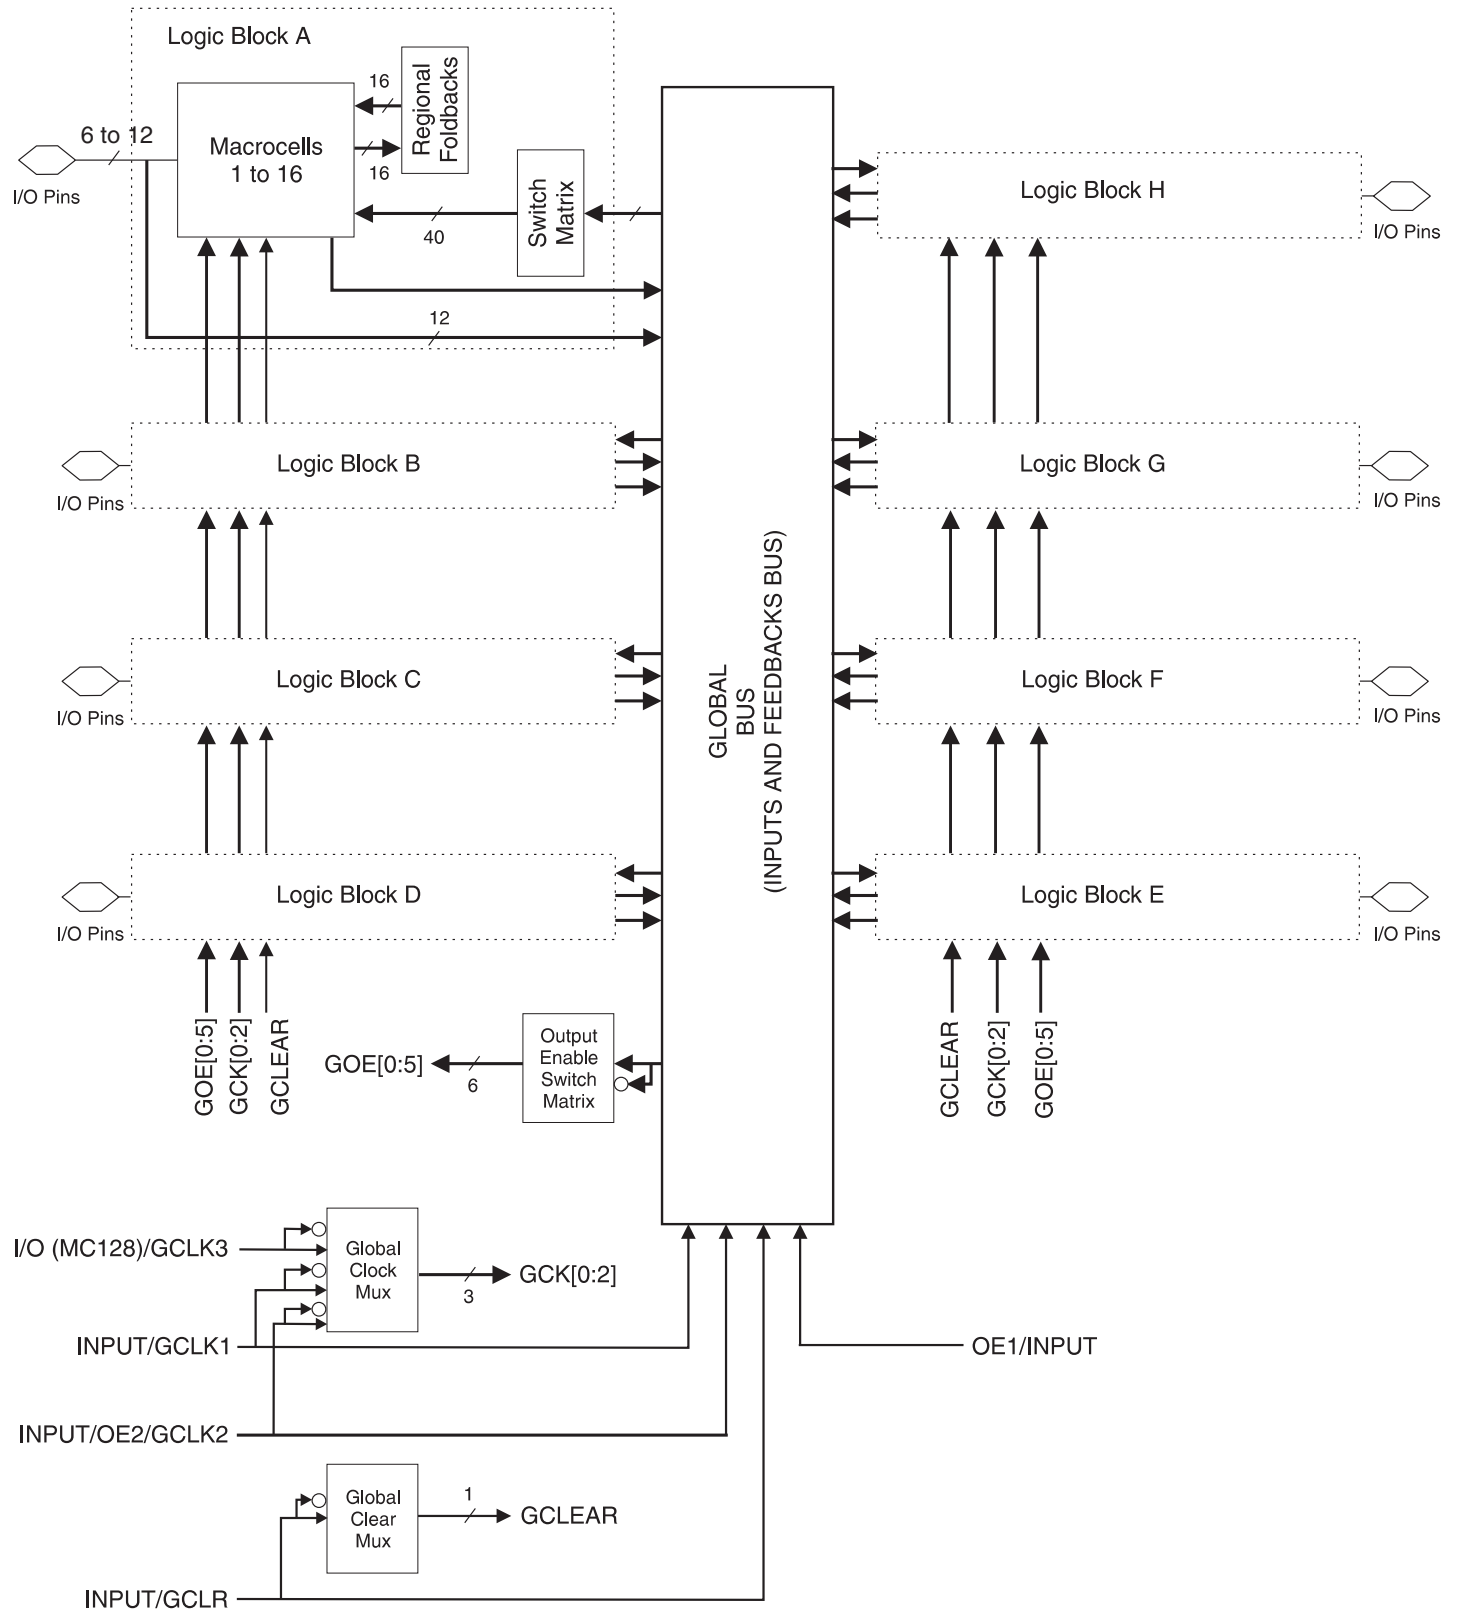 Logic Block A
Regional
Foldbacks
16
6 to 12
Macrocells
1 to 16
16
I/O Pins
Switch
Matrix
40
12
Logic Block H
I/O Pins
Logic Block B
I/O Pins
Logic Block G
I/O Pins
GLOBAL
BUS
(INPUTS AND FEEDBACKS BUS)
Logic Block C
I/O Pins
Logic Block F
I/O Pins
Logic Block D
I/O Pins
Logic Block E
I/O Pins
GOE[0:5]
GCK[0:2]
GCLEAR
GCLEAR
GCK[0:2]
GOE[0:5]
GOE[0:5]
6
Output
Enable
Switch
Matrix
I/O (MC128)/GCLK3
Global
Clock
Mux
3
GCK[0:2]
INPUT/GCLK1
OE1/INPUT
INPUT/OE2/GCLK2
Global
Clear
Mux
1
GCLEAR
INPUT/GCLR